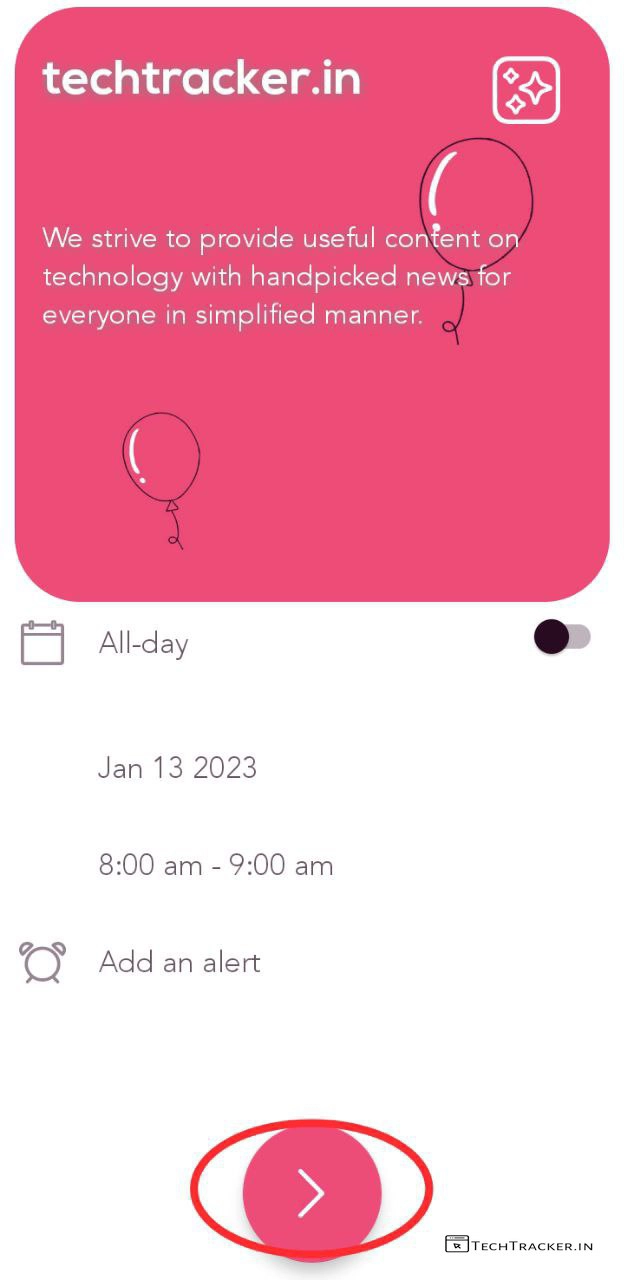 techtracker.in
We strive to provide useful content on
technology with handpicked news for
everyone in simplified manner.
All-day
Jan 13 2023
8:00 am - 9:00 am
Add an alert
TECHTRACKER.IN